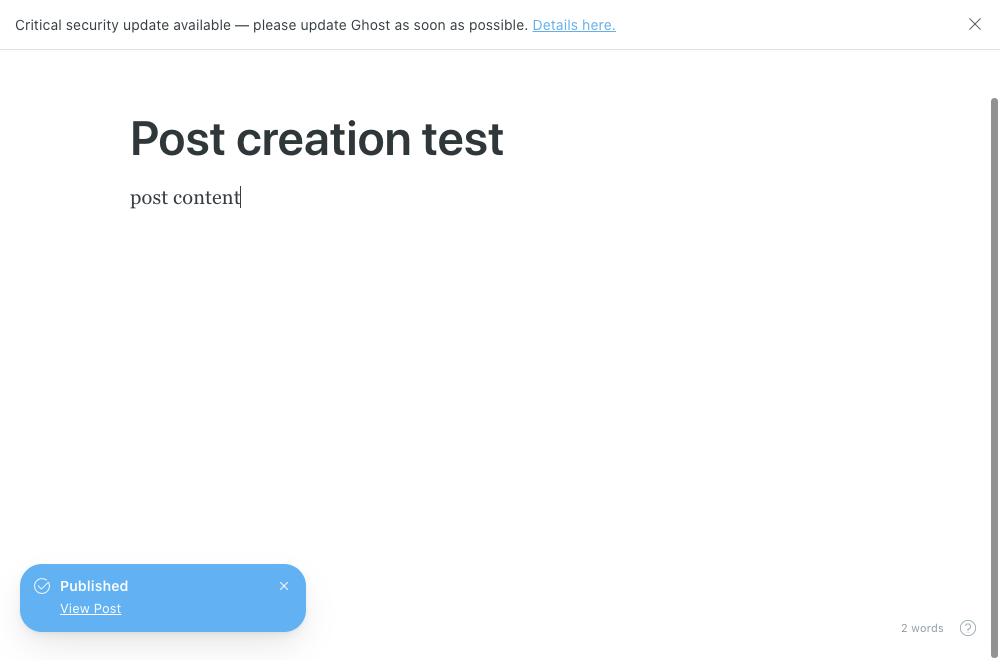 Critical security update available — please update Ghost as soon as possible. Details here.
Post creation test
post content
Published
View Post
2 words
?